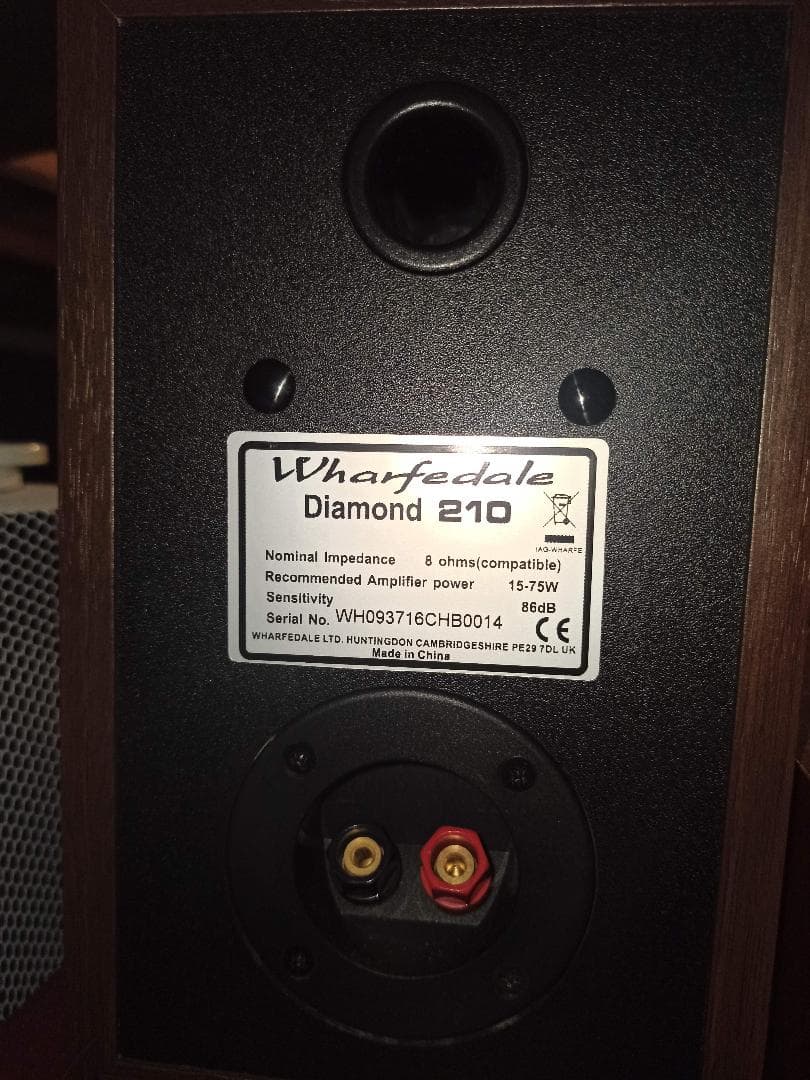 Wharfedale
Diamond 210
IAG-WHARFE
Nominal Impedance 8 ohms(compatible)
Recommended Amplifier power 15-75W
Sensitivity 86dB
Serial No. WH093716CHB0014
CE
WHARFEDALE LTD. HUNTINGDON CAMBRIDGESHIRE PE29 7DL UK
Made in China